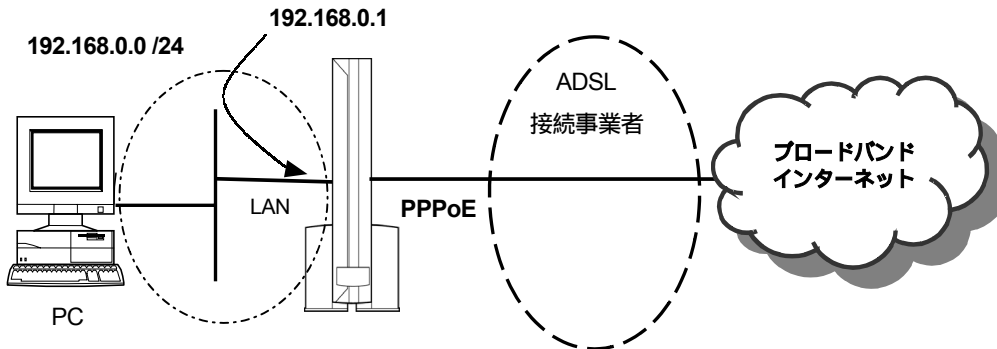 192.168.0.1
192.168.0.0 /24
ADSL
接続事業者
ブロードバンド
インターネット
LAN
PPPoE
PC